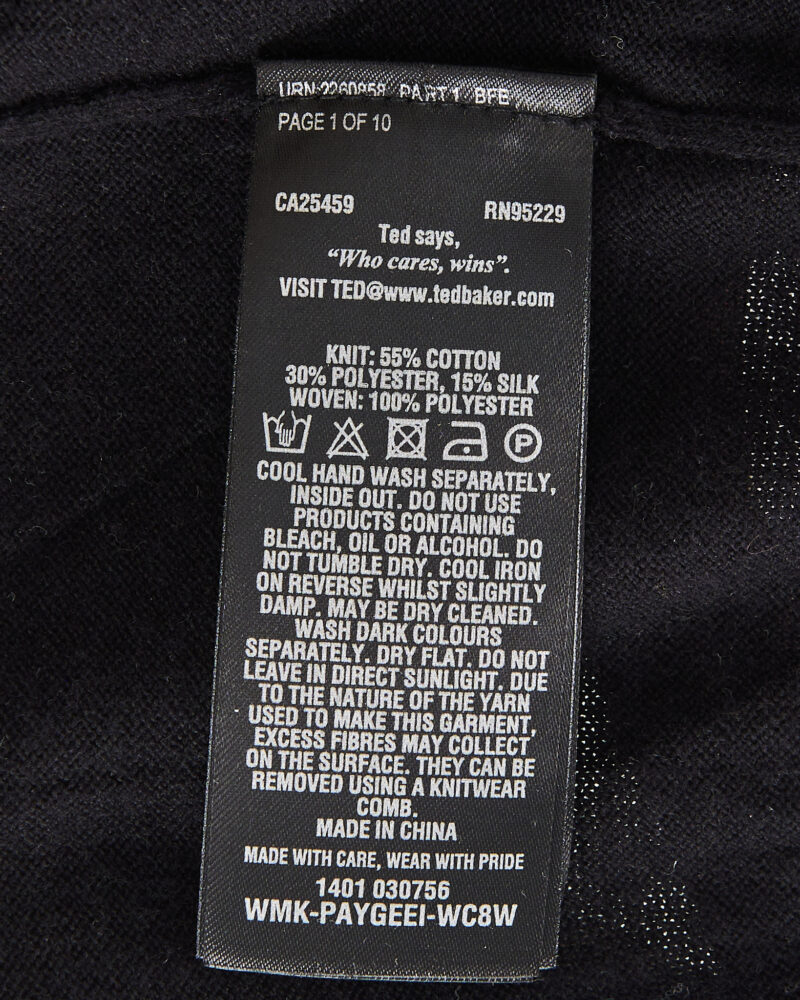 URN:2260858 PART1 BFE
PAGE 1 OF 10
CA25459 RN95229
Ted says,
“Who cares, wins”.
VISIT TED@www.tedbaker.com
KNIT: 55% COTTON
30% POLYESTER, 15% SILK
WOVEN: 100% POLYESTER
P
COOL HAND WASH SEPARATELY,
INSIDE OUT. DO NOT USE
PRODUCTS CONTAINING
BLEACH, OIL OR ALCOHOL. DO
NOT TUMBLE DRY. COOL IRON
ON REVERSE WHILST SLIGHTLY
DAMP. MAY BE DRY CLEANED.
WASH DARK COLOURS
SEPARATELY. DRY FLAT. DO NOT
LEAVE IN DIRECT SUNLIGHT. DUE
TO THE NATURE OF THE YARN
USED TO MAKE THIS GARMENT,
EXCESS FIBRES MAY COLLECT
ON THE SURFACE. THEY CAN BE
REMOVED USING A KNITWEAR
COMB.
MADE IN CHINA
MADE WITH CARE, WEAR WITH PRIDE
1401 030756
WMK-PAYGEEI-WC8W